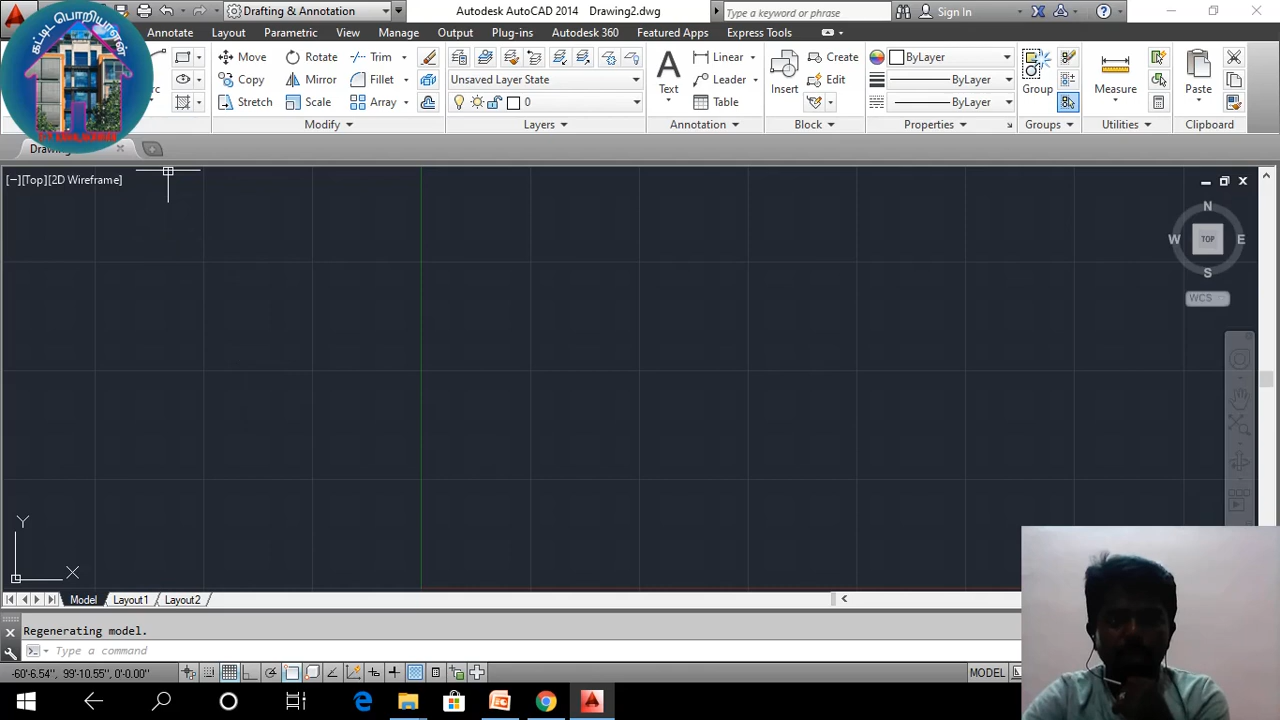 கட்டிட பொறியாளன்
Drafting & Annotation
Autodesk AutoCAD 2014 Drawing2.dwg
Type a keyword or phrase
Sign In
Annotate Layout Parametric View Manage Output Plug-ins Autodesk 360 Featured Apps Express Tools
Move Rotate Trim
Copy Mirror Fillet
Stretch Scale Array
Modify
Unsaved Layer State
0
Layers
Text
Linear
Leader
Table
Annotation
Insert
Create
Edit
Block
ByLayer
ByLayer
ByLayer
Properties
Group
Groups
Measure
Utilities
Paste
Clipboard
[−][Top][2D Wireframe]
N
W TOP E
S
WCS
Y
X
Model Layout1 Layout2
Regenerating model.
Type a command
-60'-6.54", 99'-10.55", 0'-0.00"
MODEL